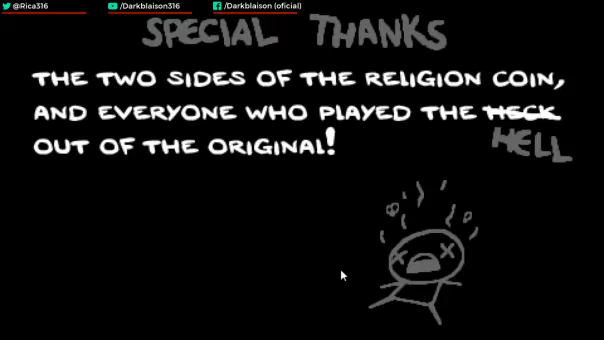 @Rica316 /Darkblaison316 /Darkblaison (oficial)
SPECIAL THANKS
THE TWO SIDES OF THE RELIGION COIN,
AND EVERYONE WHO PLAYED THE HECK
HELL
OUT OF THE ORIGINAL!